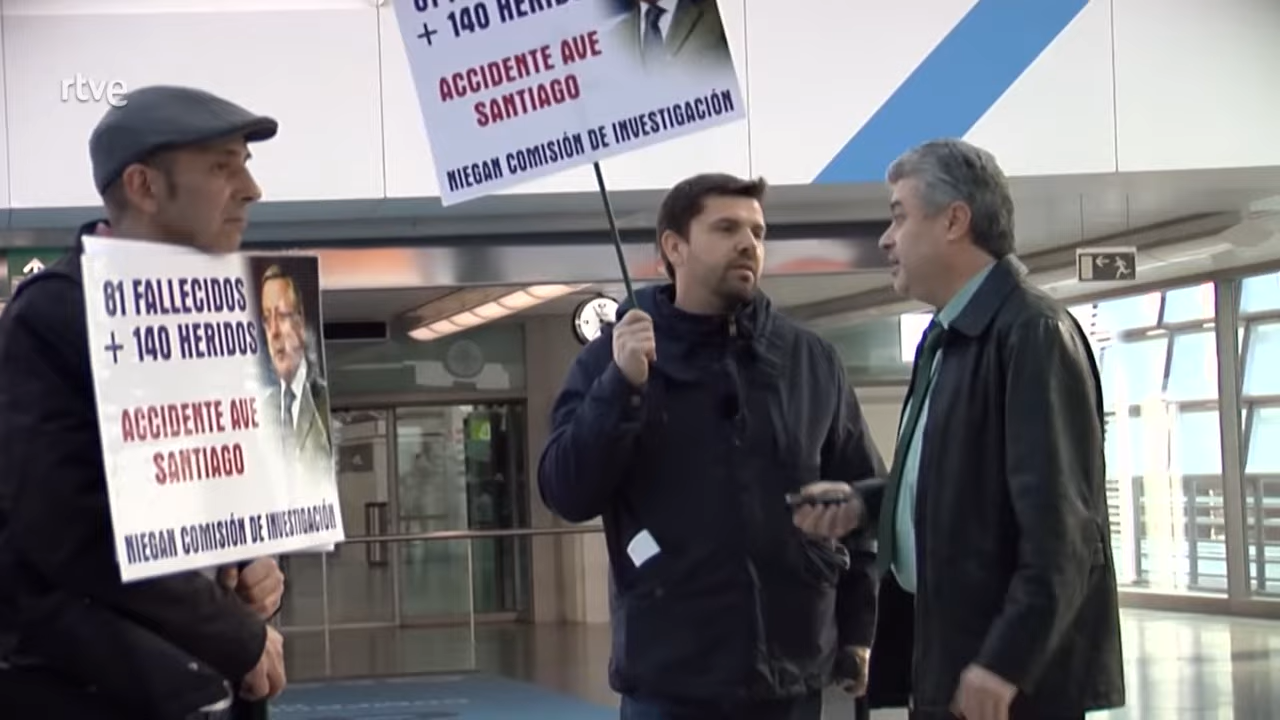 rtve
+ 140 HERIDOS
ACCIDENTE AVE
SANTIAGO
NIEGAN COMISIÓN DE INVESTIGACIÓN
81 FALLECIDOS
+ 140 HERIDOS
ACCIDENTE AVE
SANTIAGO
NIEGAN COMISIÓN DE INVESTIGACIÓN